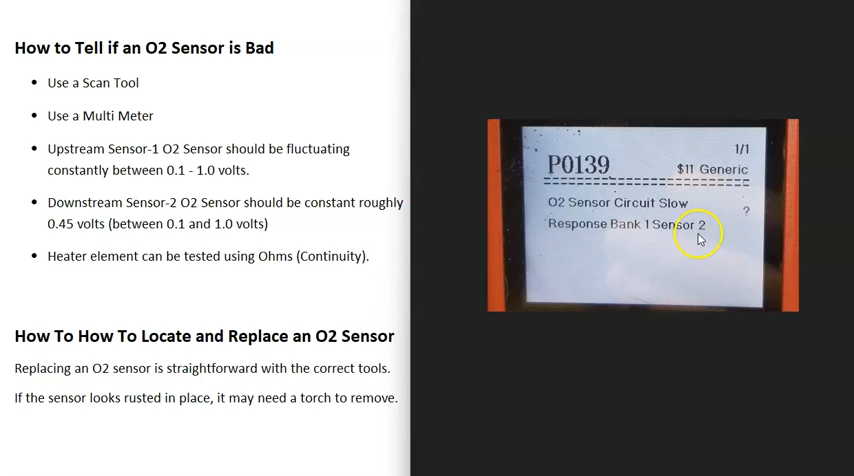 How to Tell if an O2 Sensor is Bad
• Use a Scan Tool
• Use a Multi Meter
• Upstream Sensor-1 O2 Sensor should be fluctuating
constantly between 0.1 - 1.0 volts.
• Downstream Sensor-2 O2 Sensor should be constant roughly
0.45 volts (between 0.1 and 1.0 volts)
• Heater element can be tested using Ohms (Continuity).
How To How To Locate and Replace an O2 Sensor
Replacing an O2 sensor is straightforward with the correct tools.
If the sensor looks rusted in place, it may need a torch to remove.
1/1
P0139 $11 Generic
O2 Sensor Circuit Slow
?
Response Bank 1 Sensor 2